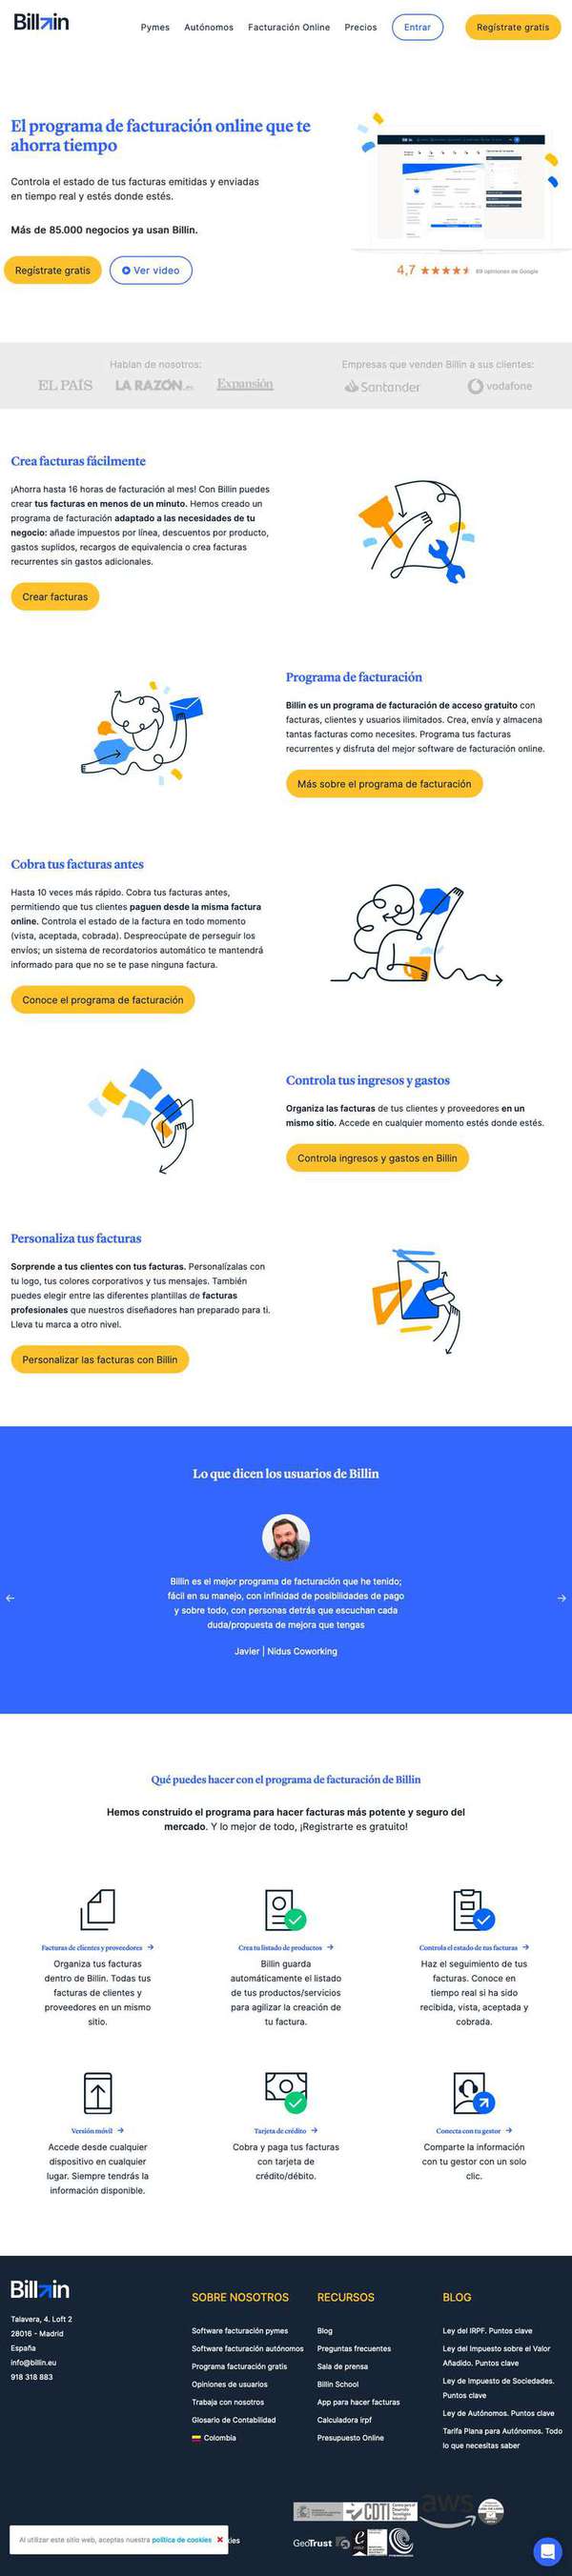 Billin
Pymes Autónomos Facturación Online Precios Entrar Regístrate gratis
El programa de facturación online que te
ahorra tiempo
Controla el estado de tus facturas emitidas y enviadas
en tiempo real y estés donde estés.
Más de 85.000 negocios ya usan Billin.
Regístrate gratis Ver video
4,7 89 opiniones de Google
Hablan de nosotros:
EL PAÍS LA RAZÓN.es Expansión
Empresas que venden Billin a sus clientes:
Santander vodafone
Crea facturas fácilmente
¡Ahorra hasta 16 horas de facturación al mes! Con Billin puedes
crear tus facturas en menos de un minuto. Hemos creado un
programa de facturación adaptado a las necesidades de tu
negocio: añade impuestos por línea, descuentos por producto,
gastos suplidos, recargos de equivalencia o crea facturas
recurrentes sin gastos adicionales.
Crear facturas
Programa de facturación
Billin es un programa de facturación de acceso gratuito con
facturas, clientes y usuarios ilimitados. Crea, envía y almacena
tantas facturas como necesites. Programa tus facturas
recurrentes y disfruta del mejor software de facturación online.
Más sobre el programa de facturación
Cobra tus facturas antes
Hasta 10 veces más rápido. Cobra tus facturas antes,
permitiendo que tus clientes paguen desde la misma factura
online. Controla el estado de la factura en todo momento
(vista, aceptada, cobrada). Despreocúpate de perseguir los
envíos; un sistema de recordatorios automático te mantendrá
informado para que no se te pase ninguna factura.
Conoce el programa de facturación
Controla tus ingresos y gastos
Organiza las facturas de tus clientes y proveedores en un
mismo sitio. Accede en cualquier momento estés donde estés.
Controla ingresos y gastos en Billin
Personaliza tus facturas
Sorprende a tus clientes con tus facturas. Personalízalas con
tu logo, tus colores corporativos y tus mensajes. También
puedes elegir entre las diferentes plantillas de facturas
profesionales que nuestros diseñadores han preparado para ti.
Lleva tu marca a otro nivel.
Personalizar las facturas con Billin
Lo que dicen los usuarios de Billin
Billin es el mejor programa de facturación que he tenido;
fácil en su manejo, con infinidad de posibilidades de pago
y sobre todo, con personas detrás que escuchan cada
duda/propuesta de mejora que tengas
Javier | Nidus Coworking
Qué puedes hacer con el programa de facturación de Billin
Hemos construido el programa para hacer facturas más potente y seguro del
mercado. Y lo mejor de todo, ¡Registrarte es gratuito!
Facturas de clientes y proveedores
Organiza tus facturas
dentro de Billin. Todas tus
facturas de clientes y
proveedores en un mismo
sitio.
Crea tu listado de productos
Billin guarda
automáticamente el listado
de tus productos/servicios
para agilizar la creación de
tu factura.
Controla el estado de tus facturas
Haz el seguimiento de tus
facturas. Conoce en
tiempo real si ha sido
recibida, vista, aceptada y
cobrada.
Versión móvil
Accede desde cualquier
dispositivo en cualquier
lugar. Siempre tendrás la
información disponible.
Tarjeta de crédito
Cobra y paga tus facturas
con tarjeta de
crédito/débito.
Conecta con tu gestor
Comparte la información
con tu gestor con un solo
clic.
Billin
Talavera, 4. Loft 2
28016 - Madrid
España
info@billin.eu
918 318 883
SOBRE NOSOTROS
Software facturación pymes
Software facturación autónomos
Programa facturación gratis
Opiniones de usuarios
Trabaja con nosotros
Glosario de Contabilidad
Colombia
RECURSOS
Blog
Preguntas frecuentes
Sala de prensa
Billin School
App para hacer facturas
Calculadora irpf
Presupuesto Online
BLOG
Ley del IRPF. Puntos clave
Ley del Impuesto sobre el Valor
Añadido. Puntos clave
Ley de Impuesto de Sociedades.
Puntos clave
Ley de Autónomos. Puntos clave
Tarifa Plana para Autónomos. Todo
lo que necesitas saber
CDTI aws
GeoTrust
Al utilizar este sitio web, aceptas nuestra política de cookies